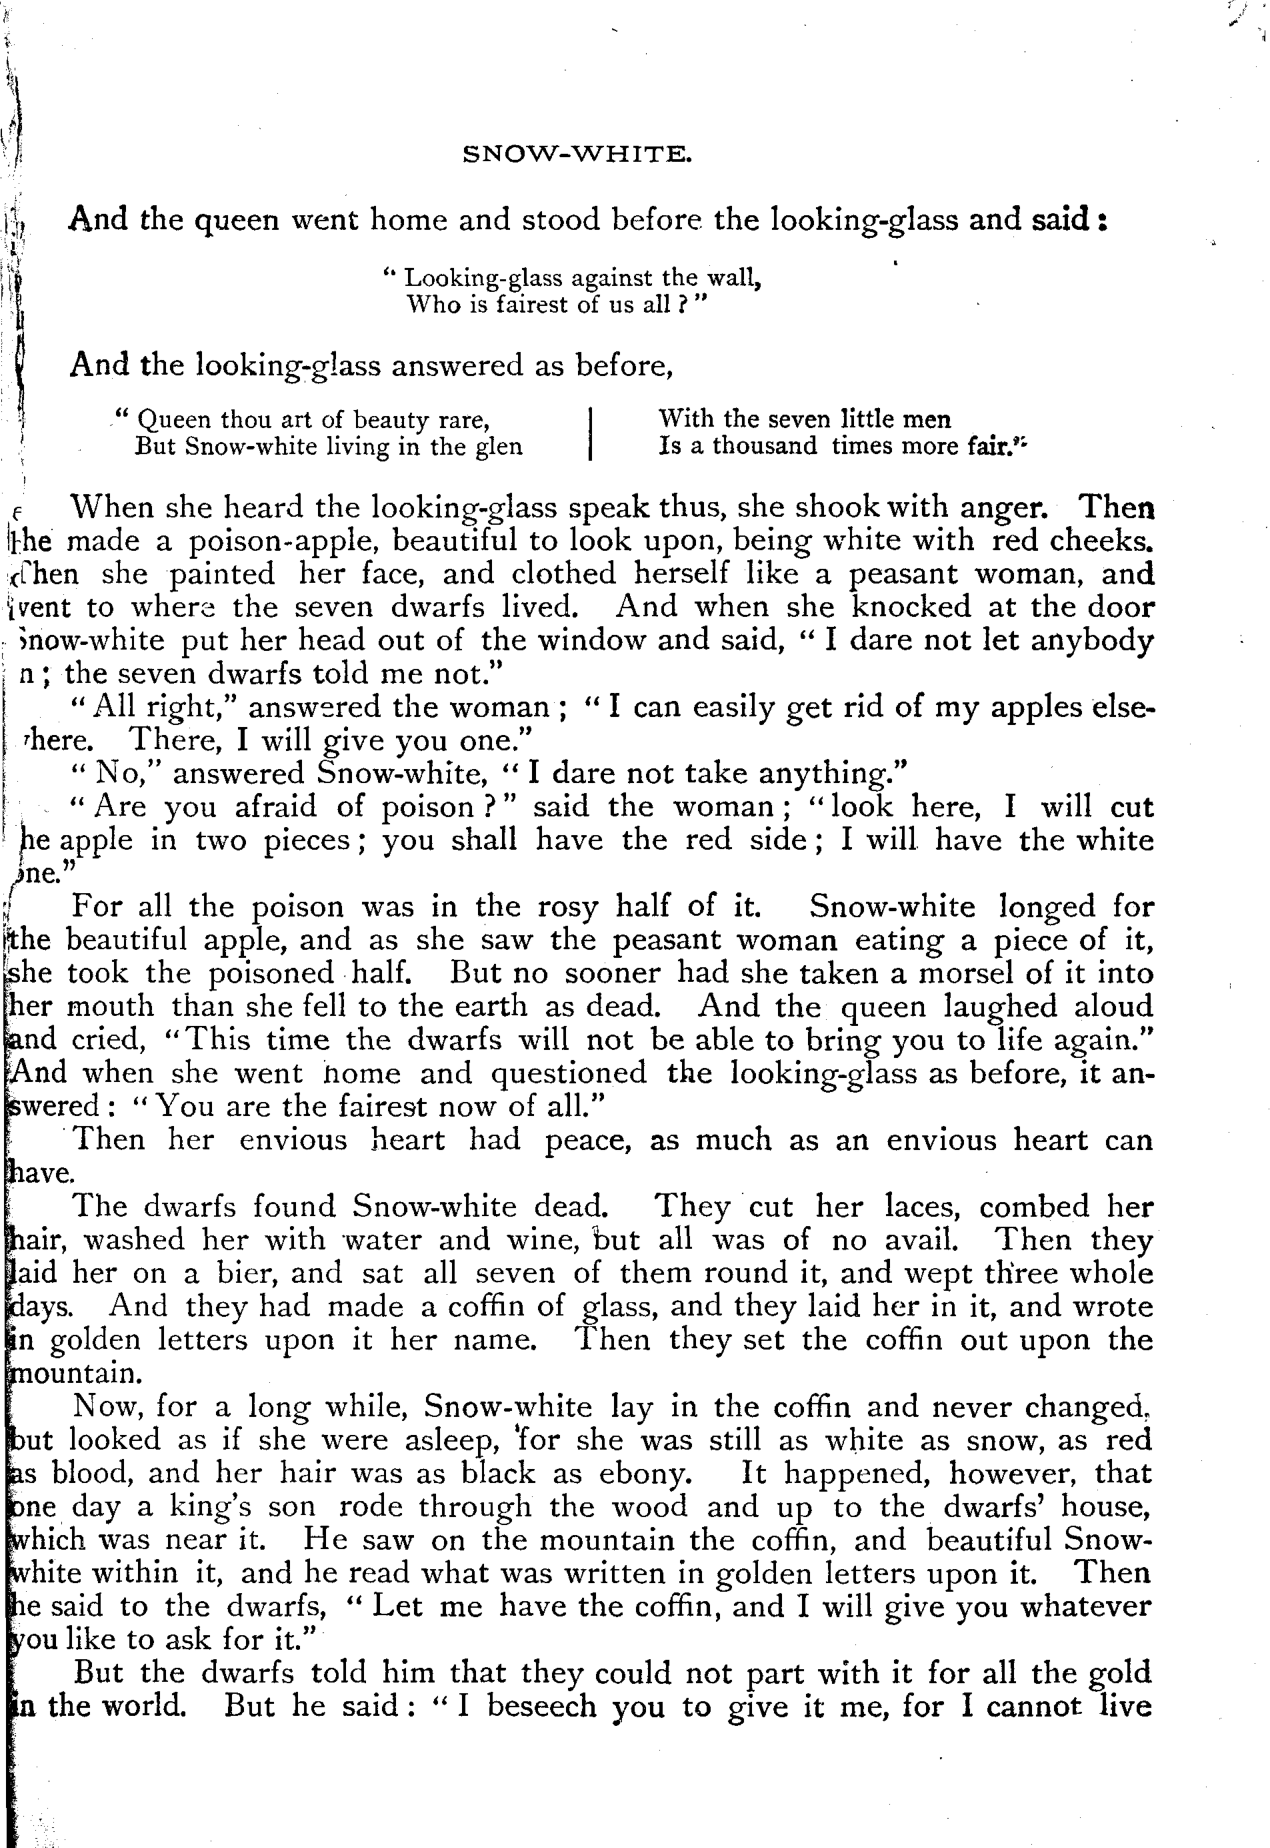 SNOW-WHITE.
And the queen went home and stood before the looking-glass and said:
“ Looking-glass against the wall,
Who is fairest of us all ? ”
And the looking-glass answered as before,
“ Queen thou art of beauty rare,
But Snow-white living in the glen
With the seven little men
Is a thousand times more fair.”
When she heard the looking-glass speak thus, she shook with anger. Then
he made a poison-apple, beautiful to look upon, being white with red cheeks.
Then she painted her face, and clothed herself like a peasant woman, and
went to where the seven dwarfs lived. And when she knocked at the door
Snow-white put her head out of the window and said, “ I dare not let anybody
n ; the seven dwarfs told me not.”
“ All right,” answered the woman ; “ I can easily get rid of my apples else-
here. There, I will give you one.”
“ No,” answered Snow-white, “ I dare not take anything.”
“ Are you afraid of poison ? ” said the woman ; “ look here, I will cut
he apple in two pieces ; you shall have the red side ; I will have the white
one.”
For all the poison was in the rosy half of it. Snow-white longed for
the beautiful apple, and as she saw the peasant woman eating a piece of it,
she took the poisoned half. But no sooner had she taken a morsel of it into
her mouth than she fell to the earth as dead. And the queen laughed aloud
and cried, “ This time the dwarfs will not be able to bring you to life again.”
And when she went home and questioned the looking-glass as before, it an-
swered : “ You are the fairest now of all.”
Then her envious heart had peace, as much as an envious heart can
have.
The dwarfs found Snow-white dead. They cut her laces, combed her
hair, washed her with water and wine, but all was of no avail. Then they
laid her on a bier, and sat all seven of them round it, and wept three whole
days. And they had made a coffin of glass, and they laid her in it, and wrote
in golden letters upon it her name. Then they set the coffin out upon the
mountain.
Now, for a long while, Snow-white lay in the coffin and never changed,
but looked as if she were asleep, for she was still as white as snow, as red
as blood, and her hair was as black as ebony. It happened, however, that
one day a king’s son rode through the wood and up to the dwarfs’ house,
which was near it. He saw on the mountain the coffin, and beautiful Snow-
white within it, and he read what was written in golden letters upon it. Then
he said to the dwarfs, “ Let me have the coffin, and I will give you whatever
you like to ask for it.”
But the dwarfs told him that they could not part with it for all the gold
in the world. But he said : “ I beseech you to give it me, for I cannot live